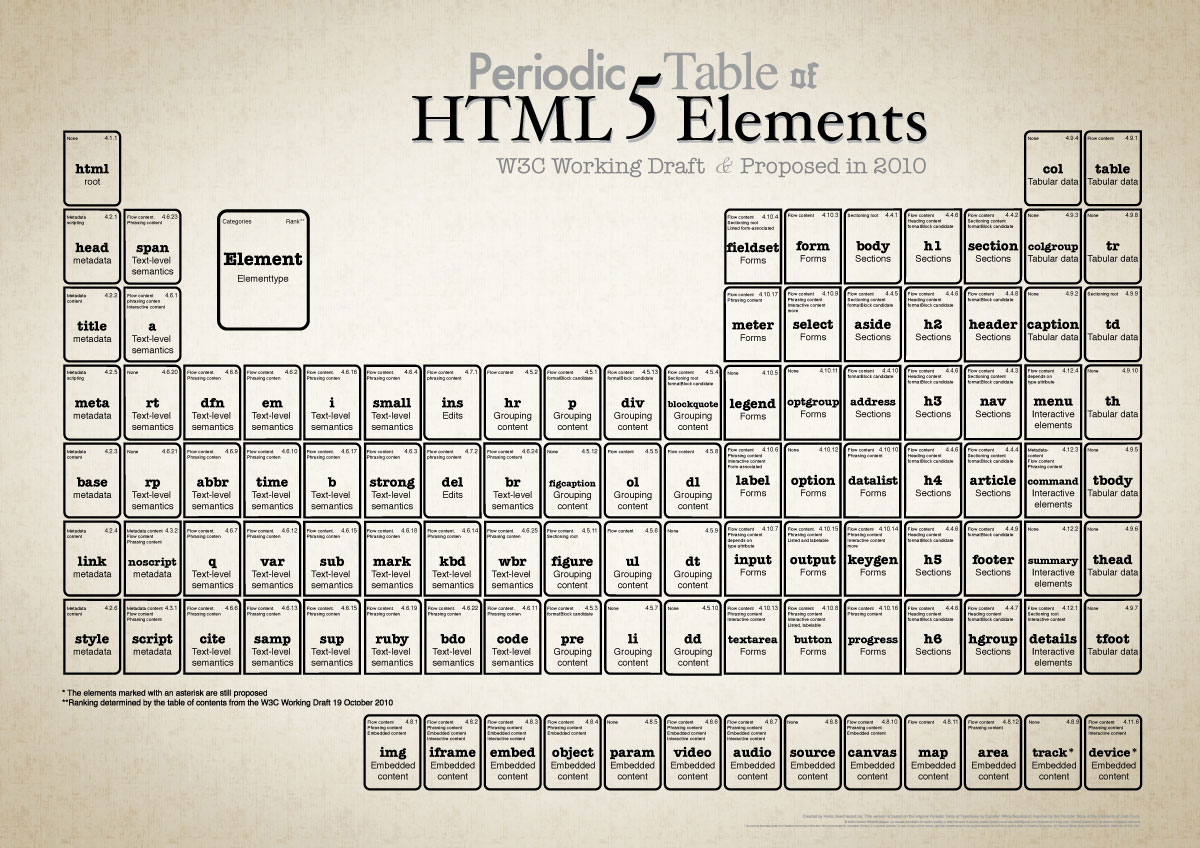 Periodic Table of
HTML 5 Elements
W3C Working Draft & Proposed in 2010
None 4.1.1
html
root
None 4.9.4
col
Tabular data
Flow content 4.9.1
table
Tabular data
Metadata 4.2.1
scripting
head
metadata
Flow content 4.6.23
Phrasing content
span
Text-level
semantics
Categories Rank**
Element
Elementtype
Flow content 4.10.4
Sectioning root
Listed form-associated
fieldset
Forms
Flow content 4.10.3
form
Forms
Sectioning root 4.4.1
body
Sections
Flow content 4.4.6
Heading content
formatBlock candidate
h1
Sections
Flow content 4.4.2
Sectioning content
formatBlock candidate
section
Sections
None 4.9.3
colgroup
Tabular data
None 4.9.8
tr
Tabular data
Metadata 4.2.2
content
title
metadata
Flow content 4.6.1
phrasing conten
Interactive content
a
Text-level
semantics
Flow content 4.10.17
Phrasing content
meter
Forms
Flow content 4.10.9
Phrasing content
Interactive content
more
select
Forms
Flow content 4.4.5
Sectioning content
formatBlock candidate
aside
Sections
Flow content 4.4.6
Heading content
formatBlock candidate
h2
Sections
Flow content 4.4.8
formatBlock candidate
header
Sections
None 4.9.2
caption
Tabular data
Sectioning root 4.9.9
td
Tabular data
Metadata 4.2.5
scripting
meta
metadata
None 4.6.20
rt
Text-level
semantics
Flow content 4.6.8
Phrasing conten
dfn
Text-level
semantics
Flow content 4.6.2
Phrasing conten
em
Text-level
semantics
Flow content 4.6.16
Phrasing conten
i
Text-level
semantics
Flow content 4.6.4
Phrasing conten
small
Text-level
semantics
Flow content 4.7.1
phrasing content
ins
Edits
Flow content 4.5.2
hr
Grouping
content
Flow content 4.5.1
formatBlock candidate
p
Grouping
content
Flow content 4.5.13
formatBlock candidate
div
Grouping
content
Flow content 4.5.4
Sectioning root
formatBlock candidate
blockquote
Grouping
content
None 4.10.5
legend
Forms
None 4.10.11
optgroup
Forms
Flow content 4.4.10
formatBlock candidate
address
Sections
Flow content 4.4.6
Heading content
formatBlock candidate
h3
Sections
Flow content 4.4.3
Sectioning content
formatBlock candidate
nav
Sections
Flow content 4.12.4
depends on
type attribute
menu
Interactive
elements
None 4.9.10
th
Tabular data
Metadata 4.2.3
content
base
metadata
None 4.6.21
rp
Text-level
semantics
Flow content 4.6.9
Phrasing conten
abbr
Text-level
semantics
Flow content 4.6.10
Phrasing conten
time
Text-level
semantics
Flow content 4.6.17
Phrasing conten
b
Text-level
semantics
Flow content 4.6.3
Phrasing conten
strong
Text-level
semantics
Flow content 4.7.2
phrasing content
del
Edits
Flow content 4.6.24
Phrasing content
br
Text-level
semantics
None 4.5.12
figcaption
Grouping
content
Flow content 4.5.5
ol
Grouping
content
Flow content 4.5.8
dl
Grouping
content
Flow content 4.10.6
Phrasing content
Interactive content
Form-associated
label
Forms
None 4.10.12
option
Forms
Flow content 4.10.10
Phrasing content
datalist
Forms
Flow content 4.4.6
Heading content
formatBlock candidate
h4
Sections
Flow content 4.4.4
Sectioning content
formatBlock candidate
article
Sections
Metadata- 4.12.3
content
Flow content
Phrasing content
command
Interactive
elements
None 4.9.5
tbody
Tabular data
Metadata 4.2.4
content
link
metadata
Metadata content 4.3.2
Flow content
Phrasing content
noscript
metadata
Flow content 4.6.7
Phrasing conten
q
Text-level
semantics
Flow content 4.6.12
Phrasing conten
var
Text-level
semantics
Flow content 4.6.15
Phrasing conten
sub
Text-level
semantics
Flow content 4.6.18
Phrasing conten
mark
Text-level
semantics
Flow content 4.6.14
Phrasing conten
kbd
Text-level
semantics
Flow content 4.6.25
Phrasing content
wbr
Text-level
semantics
Flow content 4.5.11
Sectioning root
figure
Grouping
content
Flow content 4.5.6
ul
Grouping
content
None 4.5.9
dt
Grouping
content
Flow content 4.10.7
Phrasing content
depends on
type attribute
input
Forms
Flow content 4.10.15
Phrasing content
Listed and labelable
output
Forms
Flow content 4.10.14
Phrasing content
Interactive content
more
keygen
Forms
Flow content 4.4.6
Heading content
formatBlock candidate
h5
Sections
Flow content 4.4.9
formatBlock candidate
footer
Sections
None 4.12.2
summary
Interactive
elements
None 4.9.6
thead
Tabular data
Metadata 4.2.6
content
style
metadata
Metadata content 4.3.1
Flow content
Phrasing content
script
metadata
Flow content 4.6.6
Phrasing conten
cite
Text-level
semantics
Flow content 4.6.13
Phrasing conten
samp
Text-level
semantics
Flow content 4.6.15
Phrasing conten
sup
Text-level
semantics
Flow content 4.6.19
Phrasing conten
ruby
Text-level
semantics
Flow content 4.6.22
Phrasing conten
bdo
Text-level
semantics
Flow content 4.6.11
Phrasing conten
code
Text-level
semantics
Flow content 4.5.3
formatBlock candidate
pre
Grouping
content
None 4.5.7
li
Grouping
content
None 4.5.10
dd
Grouping
content
Flow content 4.10.13
Phrasing content
Interactive content
textarea
Forms
Flow content 4.10.8
Phrasing content
Interactive content
Listed, labelable
button
Forms
Flow content 4.10.16
Phrasing content
progress
Forms
Flow content 4.4.6
Heading content
formatBlock candidate
h6
Sections
Flow content 4.4.7
Heading content
formatBlock candidate
hgroup
Sections
Flow content 4.12.1
Sectioning root
Interactive content
details
Interactive
elements
None 4.9.7
tfoot
Tabular data
* The elements marked with an asterisk are still proposed
**Ranking determined by the table of contents from the W3C Working Draft 19 October 2010
Flow content 4.8.1
Phrasing content
Embedded content
img
Embedded
content
Flow content 4.8.2
Phrasing content
Embedded content
Interactive content
iframe
Embedded
content
Flow content 4.8.3
Phrasing content
Embedded content
Interactive content
embed
Embedded
content
Flow content 4.8.4
Phrasing content
Embedded content
object
Embedded
content
None 4.8.5
param
Embedded
content
Flow content 4.8.6
Phrasing content
Embedded content
Interactive content
video
Embedded
content
Flow content 4.8.7
Phrasing content
Embedded content
Interactive content
audio
Embedded
content
None 4.8.8
source
Embedded
content
Flow content 4.8.10
Phrasing content
Embedded content
canvas
Embedded
content
Flow content 4.8.11
map
Embedded
content
Flow content 4.8.12
Phrasing content
area
Embedded
content
None 4.8.9
track*
Embedded
content
Flow content 4.11.6
Phrasing content
Interactive content
device*
Embedded
content